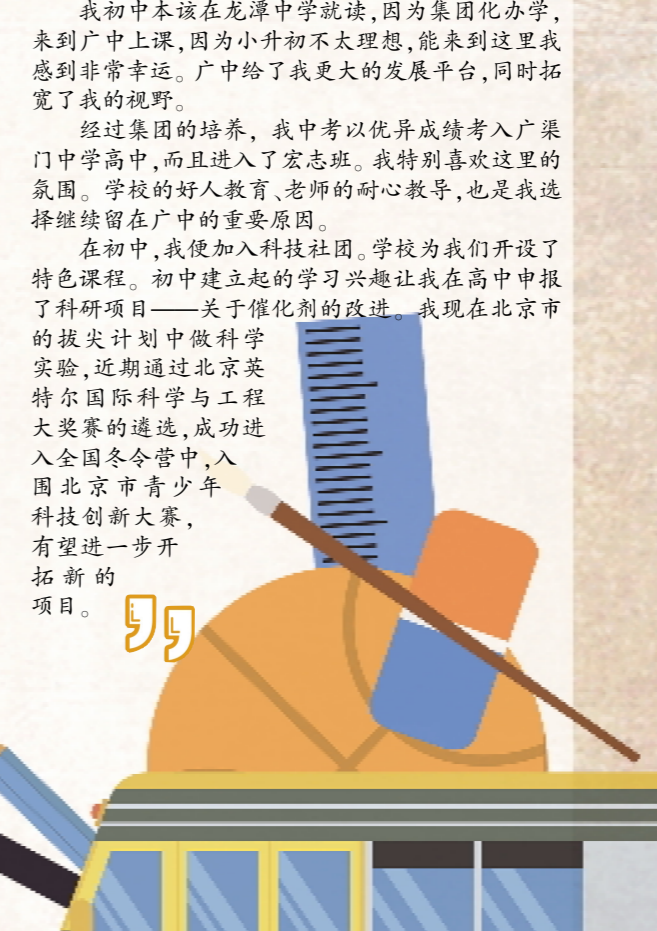 我初中本该在龙潭中学就读,因为集团化办学,
来到广中上课,因为小升初不太理想,能来到这里我
感到非常幸运。广中给了我更大的发展平台,同时拓
宽了我的视野。
经过集团的培养,我中考以优异成绩考入广渠
门中学高中,而且进入了宏志班。我特别喜欢这里的
氛围。学校的好人教育、老师的耐心教导,也是我选
择继续留在广中的重要原因。
在初中,我便加入科技社团。学校为我们开设了
特色课程。初中建立起的学习兴趣让我在高中申报
了科研项目——关于催化剂的改进。我现在北京市
的拔尖计划中做科学
实验,近期通过北京英
特尔国际科学与工程
大奖赛的遴选,成功进
入全国冬令营中,入
围北京市青少年
科技创新大赛,
有望进一步开
拓新的
项目。